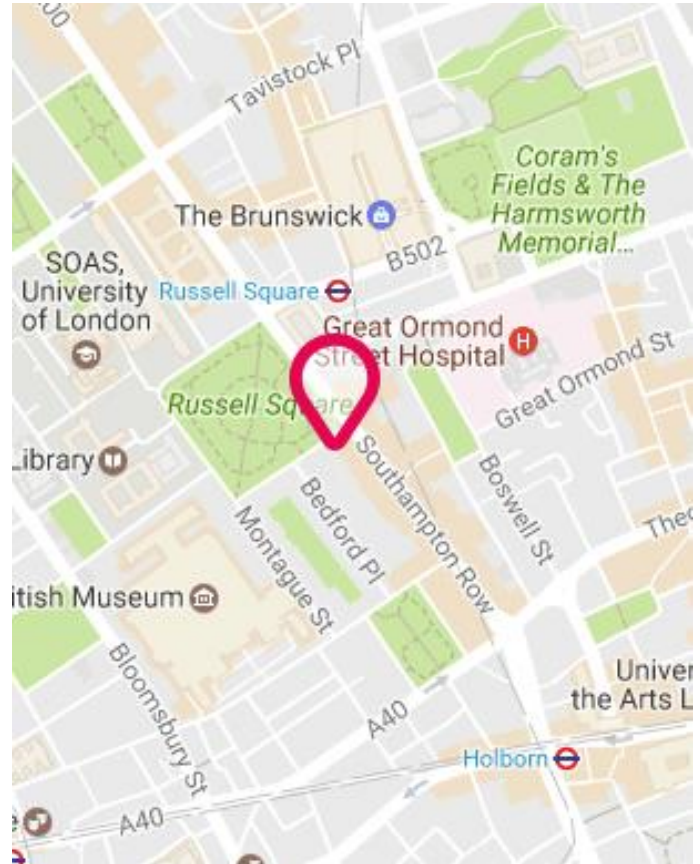 00
Tavistock Pl
Coram's
Fields & The
Harmsworth
Memorial...
The Brunswick
B502
SOAS,
University
of London
Russell Square
Great Ormond
Street Hospital
H
Great Ormond St
Russell Square
Library
Southampton Row
Boswell St
Bedford Pl
Montague St
Theo
itish Museum
Bloomsbury St
Univer
the Arts L
A40
Holborn
A40
e